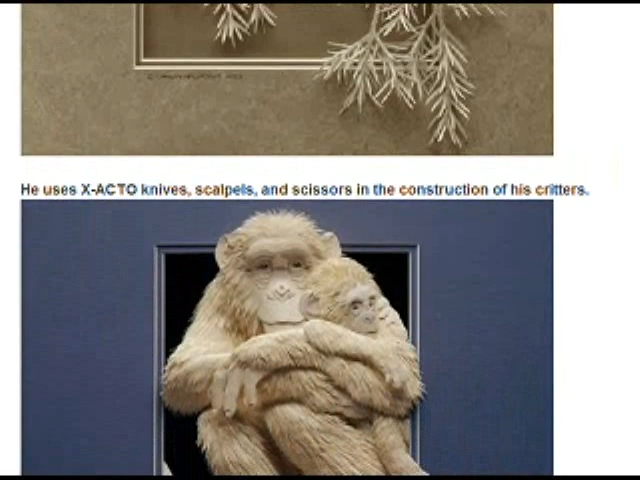 He uses X-ACTO knives, scalpels, and scissors in the construction of his critters.